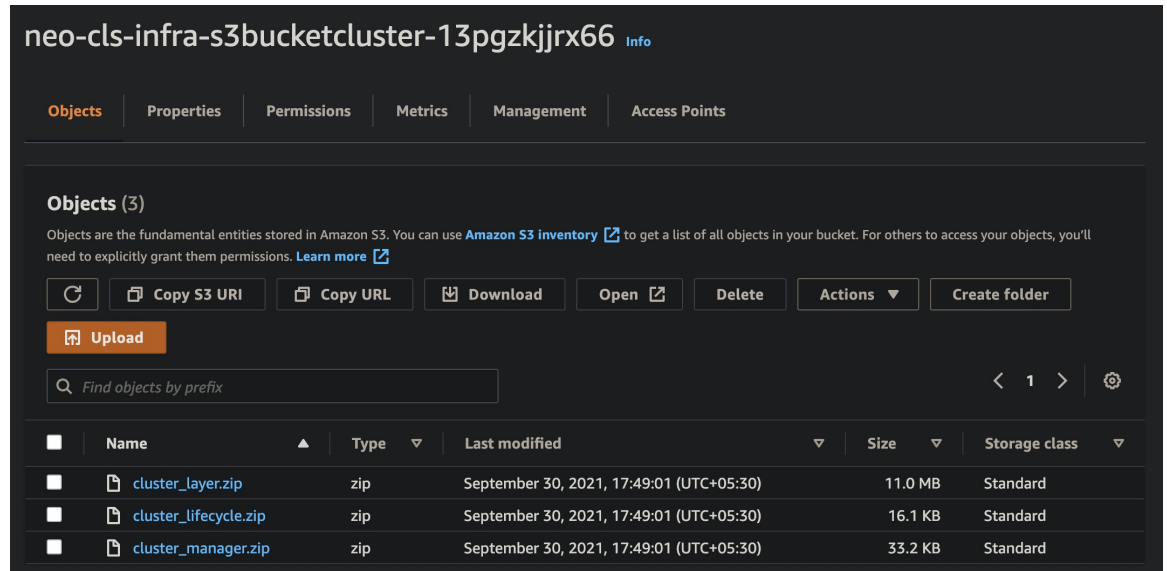 neo-cls-infra-s3bucketcluster-13pgzkjjrx66 Info
Objects Properties Permissions Metrics Management Access Points
Objects (3)
Objects are the fundamental entities stored in Amazon S3. You can use Amazon S3 inventory to get a list of all objects in your bucket. For others to access your objects, you'll
need to explicitly grant them permissions. Learn more
Copy S3 URI Copy URL Download Open Delete Actions Create folder
Upload
Find objects by prefix
1
Name Type Last modified Size Storage class
cluster_layer.zip zip September 30, 2021, 17:49:01 (UTC+05:30) 11.0 MB Standard
cluster_lifecycle.zip zip September 30, 2021, 17:49:01 (UTC+05:30) 16.1 KB Standard
cluster_manager.zip zip September 30, 2021, 17:49:01 (UTC+05:30) 33.2 KB Standard